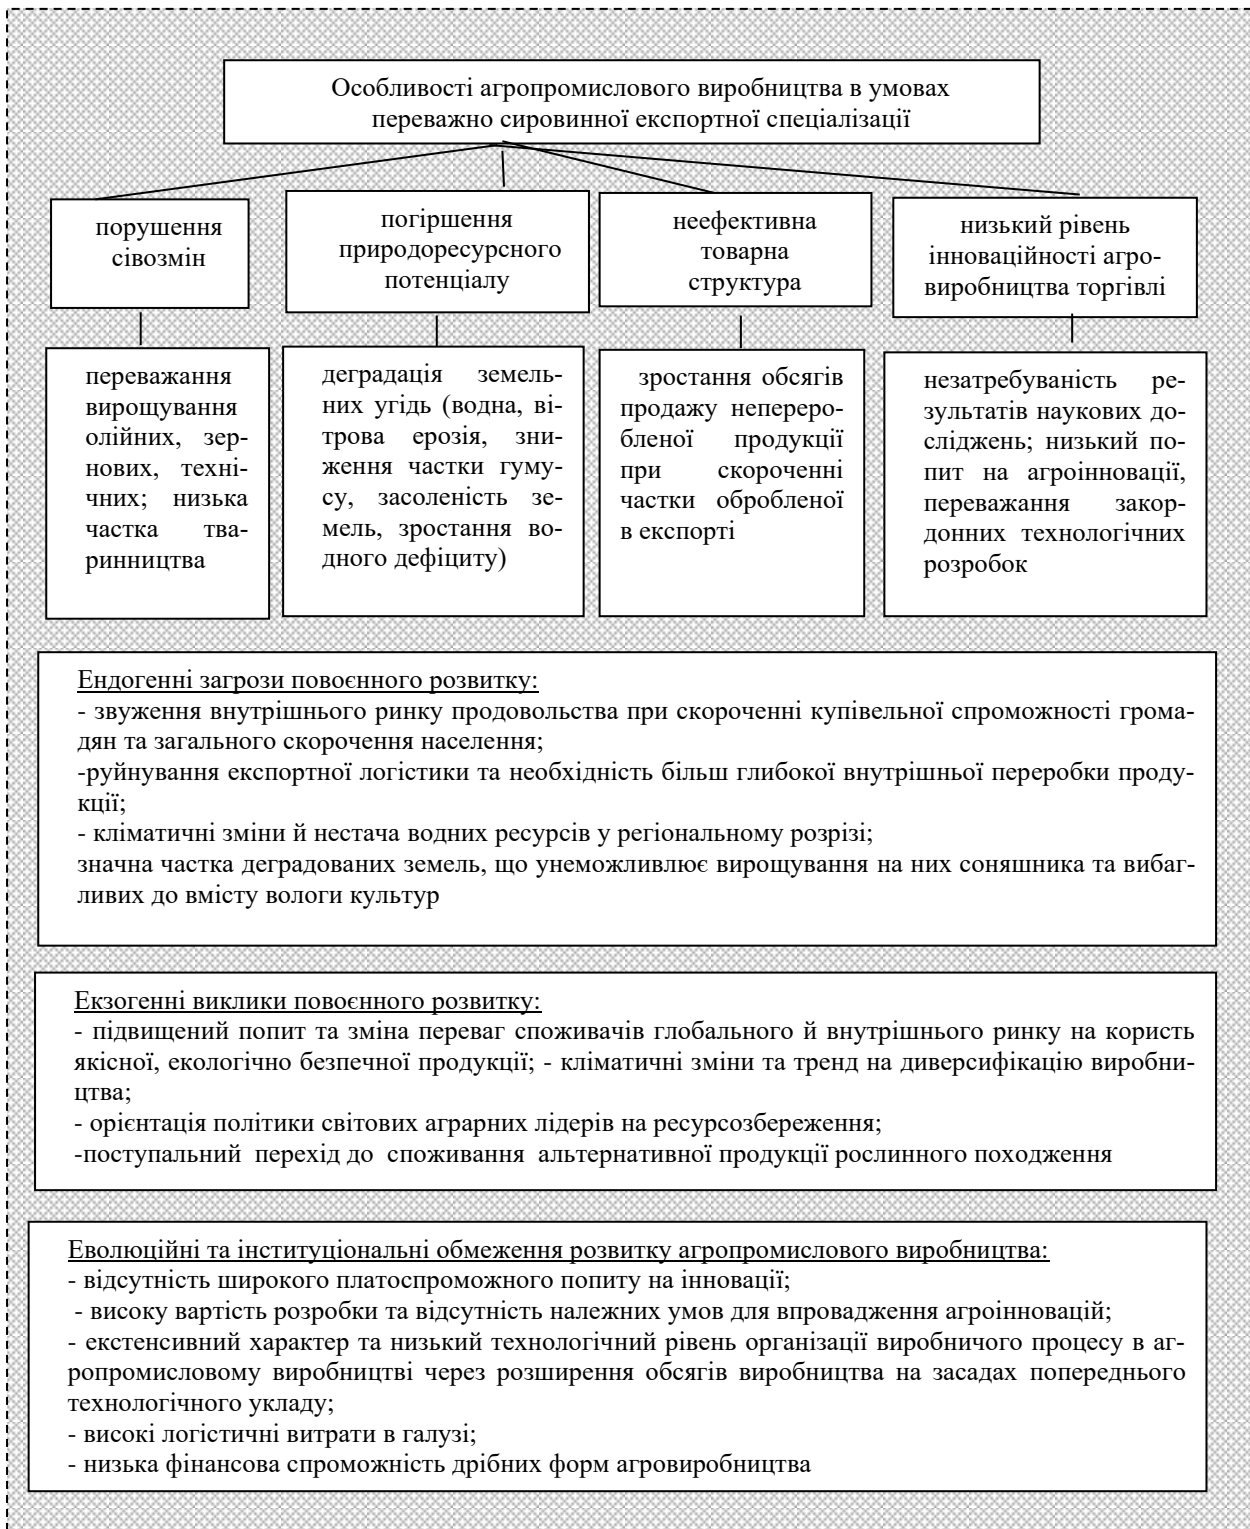 Особливості агропромислового виробництва в умовах
переважно сировинної експортної спеціалізації
порушення
сівозмін
погіршення
природоресурсного
потенціалу
неефективна
товарна
структура
низький рівень
інноваційності агро-
виробництва торгівлі
переважання
вирощування
олійних, зер-
нових, техні-
чних; низька
частка тва-
ринництва
деградація земель-
них угідь (водна, ві-
трова ерозія, зни-
ження частки гуму-
су, засоленість зе-
мель, зростання во-
дного дефіциту)
зростання обсягів
продажу неперероб-
бленої продукції
при скороченні
частки обробленої
в експорті
незатребуваність ре-
зультатів наукових до-
сліджень; низький по-
пит на агроінновації,
переважання закор-
донних технологічних
розробок
Ендогенні загрози повоєнного розвитку:
- звуження внутрішнього ринку продовольства при скороченні купівельної спроможності грома-
дян та загального скорочення населення;
-руйнування експортної логістики та необхідність більш глибокої внутрішньої переробки проду-
кції;
- кліматичні зміни й нестача водних ресурсів у регіональному розрізі;
значна частка деградованих земель, що унеможливлює вирощування на них соняшника та вибаг-
ливих до вмісту вологи культур
Екзогенні виклики повоєнного розвитку:
- підвищений попит та зміна переваг споживачів глобального й внутрішнього ринку на користь
якісної, екологічно безпечної продукції; - кліматичні зміни та тренд на диверсифікацію виробни-
цтва;
- орієнтація політики світових аграрних лідерів на ресурсозбереження;
-поступальний перехід до споживання альтернативної продукції рослинного походження
Еволюційні та інституціональні обмеження розвитку агропромислового виробництва:
- відсутність широкого платоспроможного попиту на інновації;
- високу вартість розробки та відсутність належних умов для впровадження агроінновацій;
- екстенсивний характер та низький технологічний рівень організації виробничого процесу в аг-
ропромисловому виробництві через розширення обсягів виробництва на засадах попереднього
технологічного укладу;
- високі логістичні витрати в галузі;
- низька фінансова спроможність дрібних форм агровиробництва